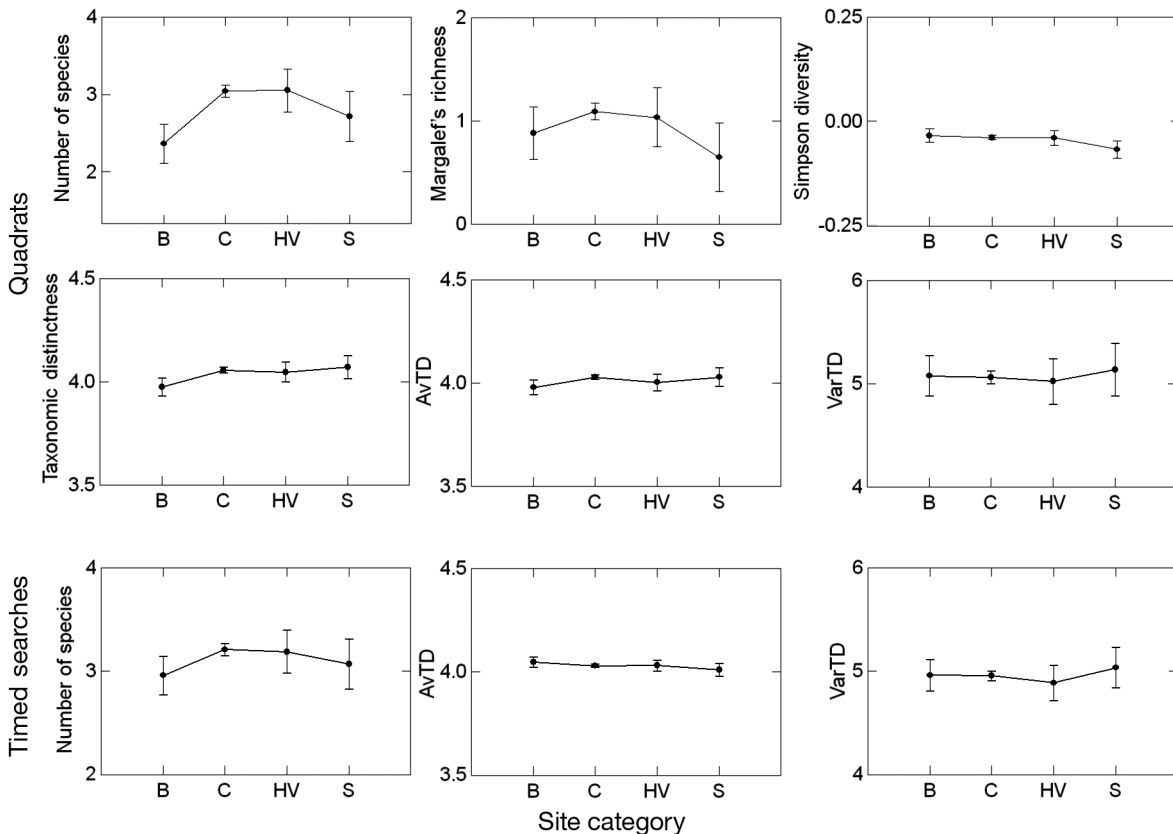 Quadrats
Number of species
4
3
2
B C HV S
Margalef's richness
2
1
0
B C HV S
Simpson diversity
0.25
0.00
-0.25
B C HV S
Taxonomic distinctness
4.5
4.0
3.5
B C HV S
AvTD
4.5
4.0
3.5
B C HV S
VarTD
6
5
4
B C HV S
Timed searches
Number of species
4
3
2
B C HV S
AvTD
4.5
4.0
3.5
B C HV S
VarTD
6
5
4
B C HV S
Site category